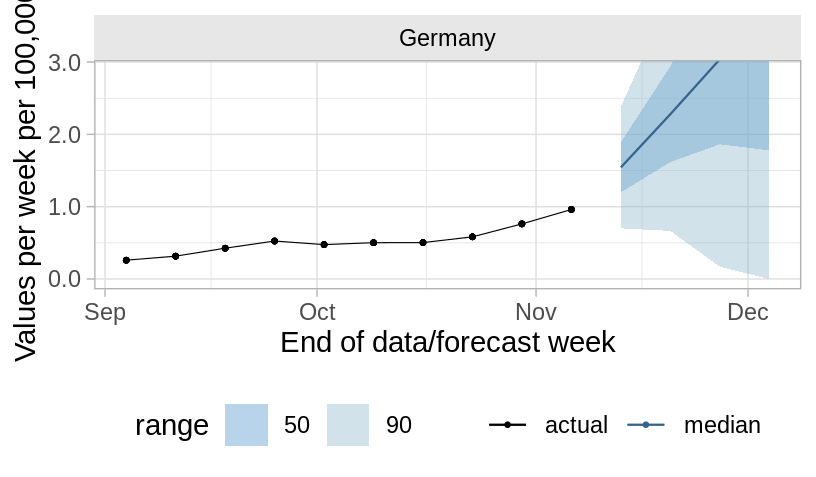 Germany
Values per week per 100,000
3.0
2.0
1.0
0.0
Sep Oct Nov Dec
End of data/forecast week
range 50 90 actual median